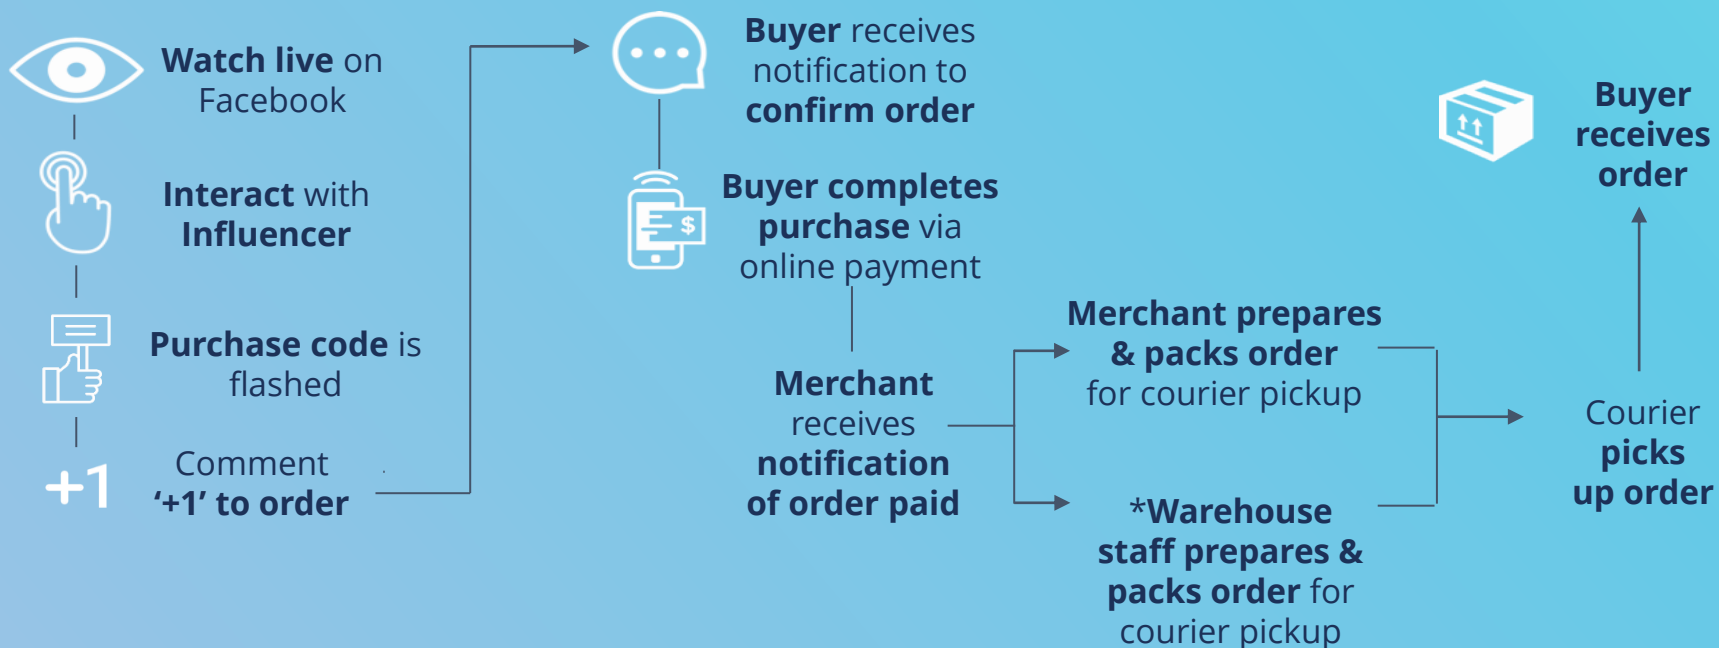 Watch live on
Facebook
Interact with
Influencer
Purchase code is
flashed
+1
Comment
‘+1’ to order
Buyer receives
notification to
confirm order
$
Buyer completes
purchase via
online payment
Merchant
receives
notification
of order paid
Merchant prepares
& packs order
for courier pickup
*Warehouse
staff prepares &
packs order for
courier pickup
Courier
picks
up order
Buyer
receives
order